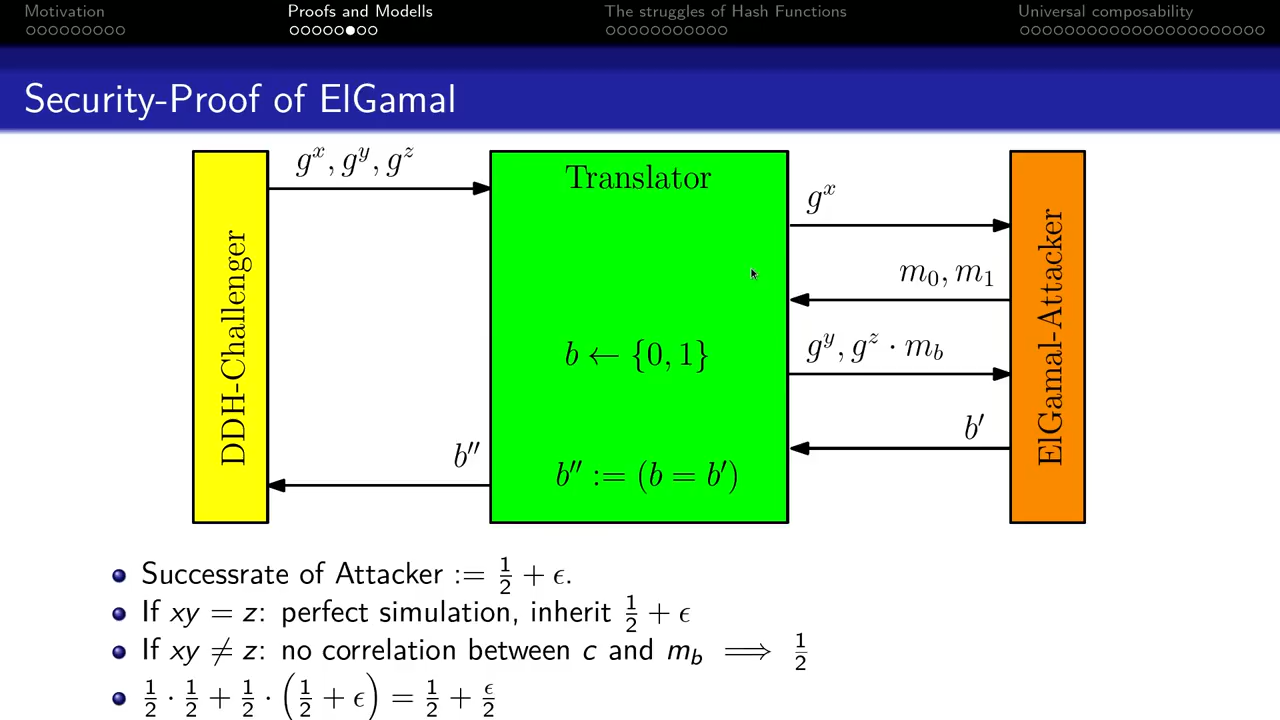 Motivation Proofs and Modells The struggles of Hash Functions Universal composability
Security-Proof of ElGamal
DDH-Challenger
g^x, g^y, g^z
Translator
g^x
m_0, m_1
b ← {0, 1}
g^y, g^z · m_b
b′
b′′
b′′ := (b = b′)
ElGamal-Attacker
Successrate of Attacker := 1/2 + ϵ.
If xy = z: perfect simulation, inherit 1/2 + ϵ
If xy ≠ z: no correlation between c and m_b ⟹ 1/2
1/2 · 1/2 + 1/2 · (1/2 + ϵ) = 1/2 + ϵ/2